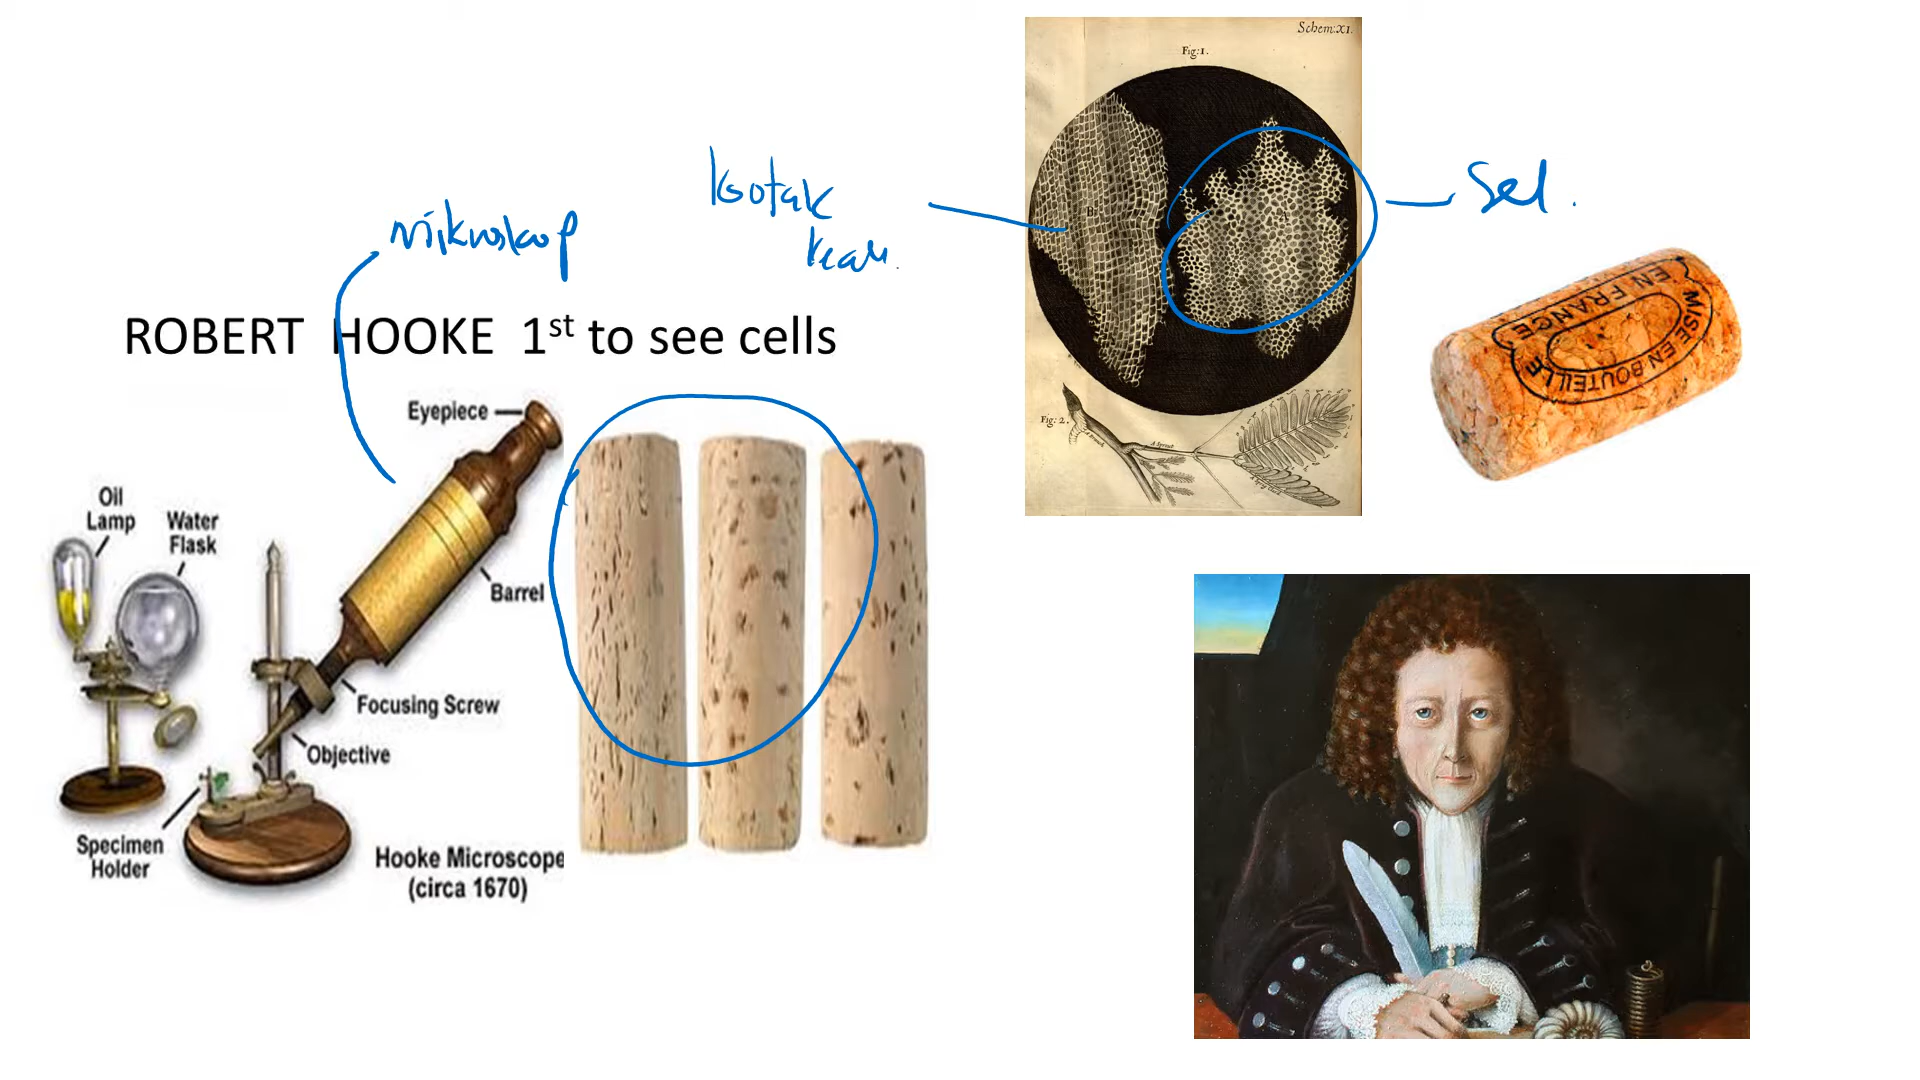 Schem:XI.
Fig:1.
kotak
kecil.
Sel.
mikroskop
B
A
ROBERT HOOKE 1st to see cells
MISE EN BOUTEILLE
EN FRANCE
Eyepiece
Fig: 2.
A Sprout
Oil
Lamp
Water
Flask
Barrel
Focusing Screw
Objective
Specimen
Holder
Hooke Microscope
(circa 1670)